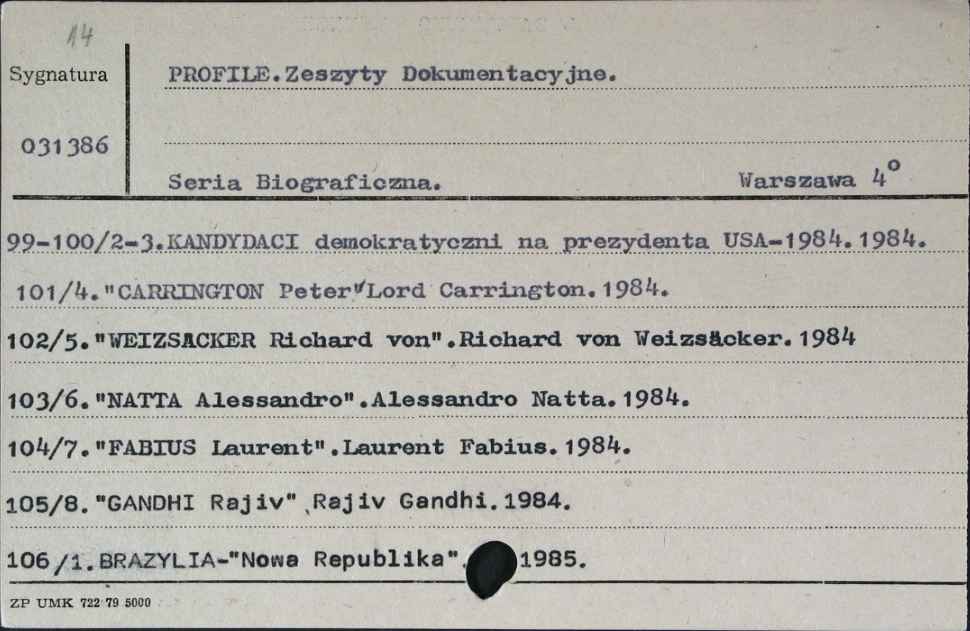 14
Sygnatura
PROFILE.Zeszyty Dokumentacyjne.
031386
Seria Biograficzna. Warszawa 4°
99-100/2-3.KANDYDACI demokratyczni na prezydenta USA-1984.1984.
101/4."CARRINGTON Peter"Lord Carrington.1984.
102/5."WEIZSACKER Richard von".Richard von Weizsäcker.1984
103/6."NATTA Alessandro".Alessandro Natta.1984.
104/7."FABIUS Laurent".Laurent Fabius.1984.
105/8."GANDHI Rajiv".Rajiv Gandhi.1984.
106/1.BRAZYLIA-"Nowa Republika". 1985.
ZP UMK 722 79 5000